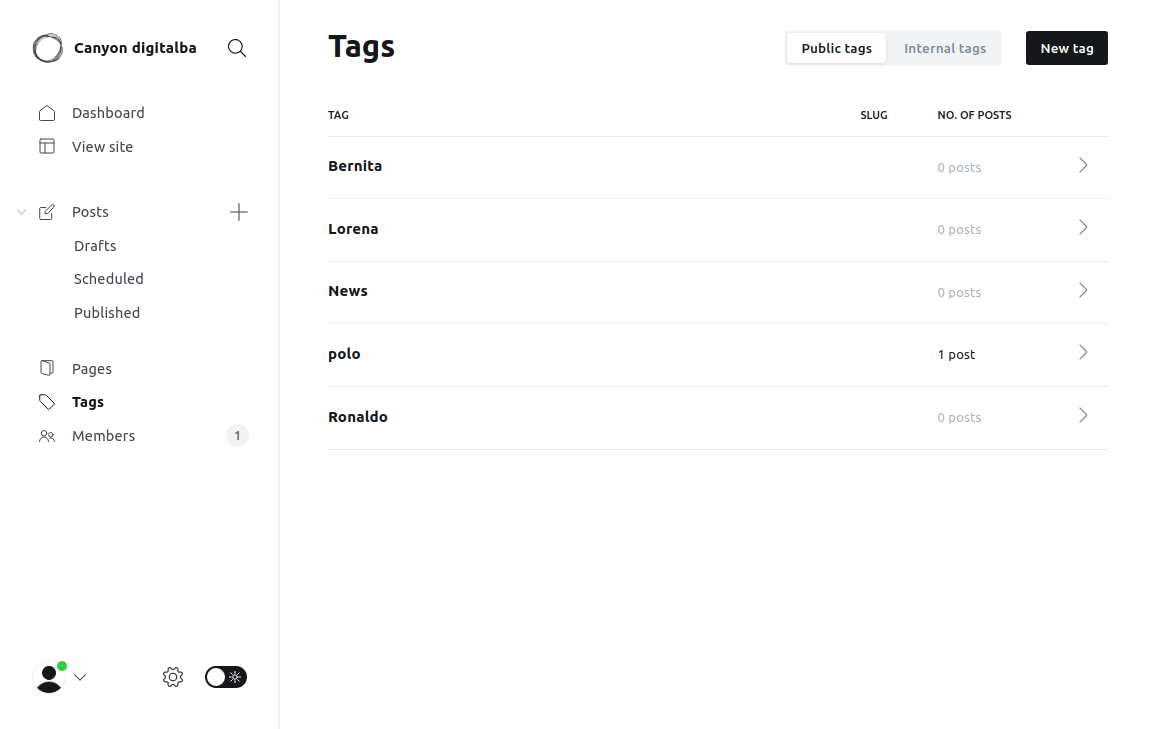 Canyon digitalba
Dashboard
View site
Posts
Drafts
Scheduled
Published
Pages
Tags
Members 1
Tags
Public tags Internal tags New tag
TAG SLUG NO. OF POSTS
Bernita 0 posts
Lorena 0 posts
News 0 posts
polo 1 post
Ronaldo 0 posts